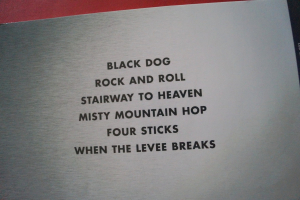 BLACK DOG
ROCK AND ROLL
STAIRWAY TO HEAVEN
MISTY MOUNTAIN HOP
FOUR STICKS
WHEN THE LEVEE BREAKS